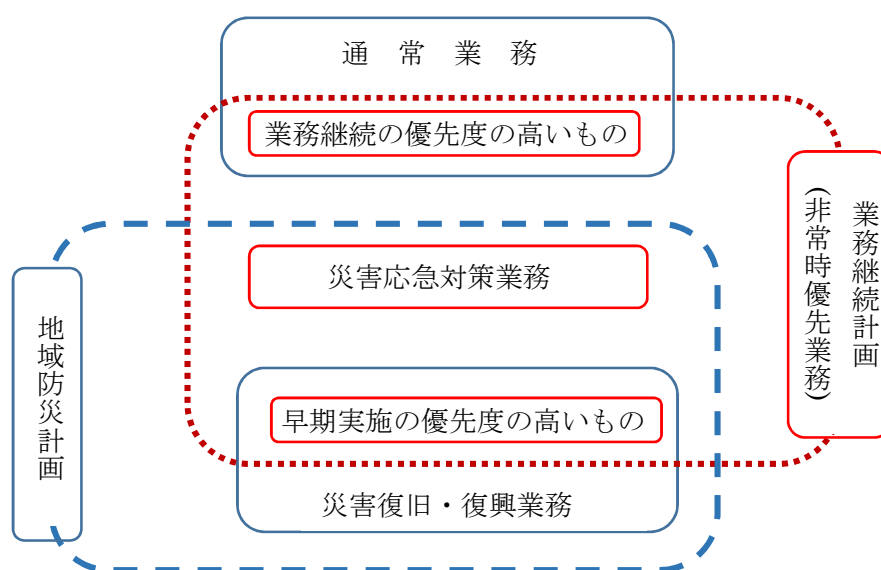 通 常 業 務
業務継続の優先度の高いもの
災害応急対策業務
早期実施の優先度の高いもの
災害復旧・復興業務
地域防災計画
業務継続計画
(非常時優先業務)